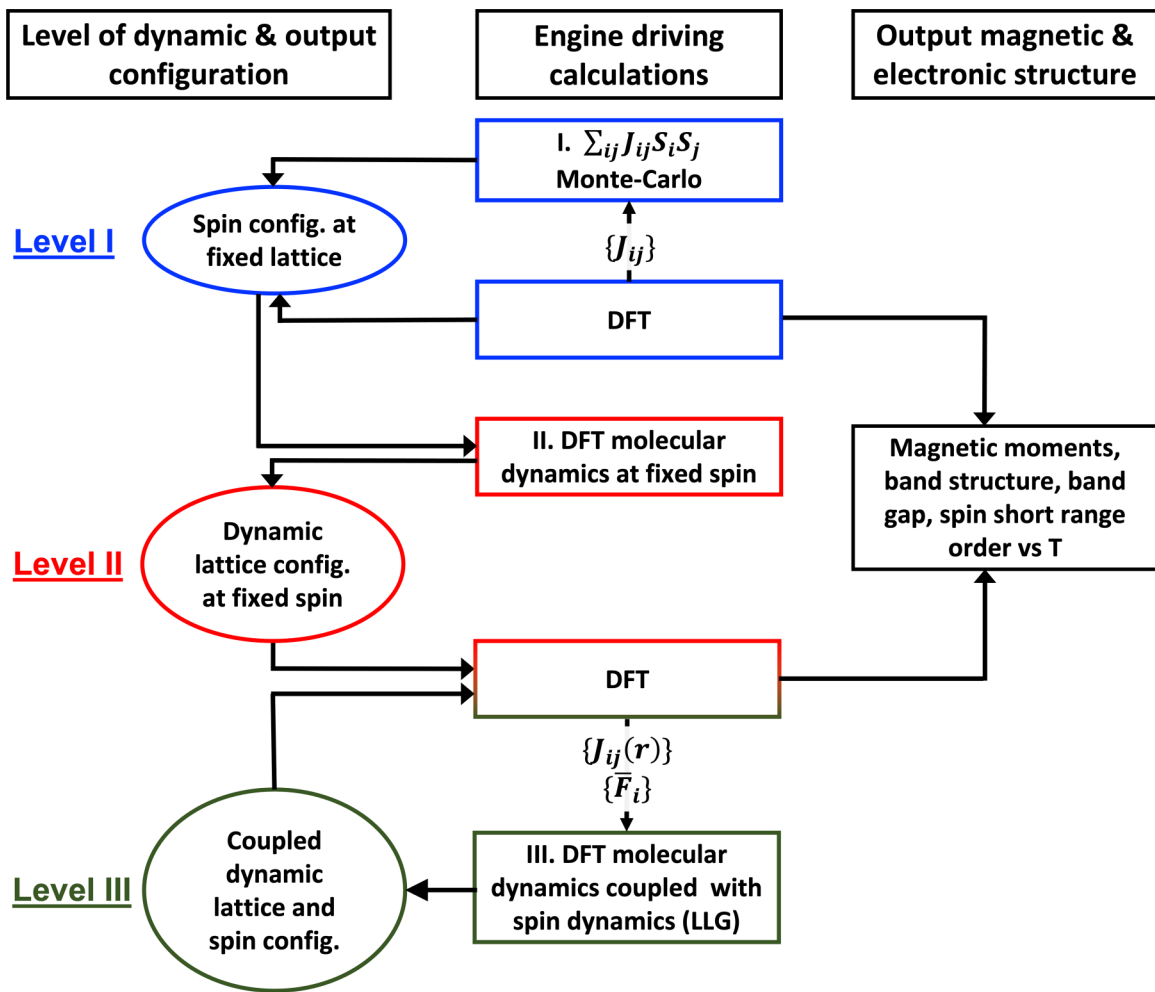 Level of dynamic & output
configuration
Engine driving
calculations
Output magnetic &
electronic structure
I. ∑ᵢⱼ JᵢⱼSᵢSⱼ
Monte-Carlo
Level I
Spin config. at
fixed lattice
{Jᵢⱼ}
DFT
II. DFT molecular
dynamics at fixed spin
Magnetic moments,
band structure, band
gap, spin short range
order vs T
Level II
Dynamic
lattice config.
at fixed spin
DFT
{Jᵢⱼ(r)}
{F̅ᵢ}
Level III
Coupled
dynamic
lattice and
spin config.
III. DFT molecular
dynamics coupled with
spin dynamics (LLG)